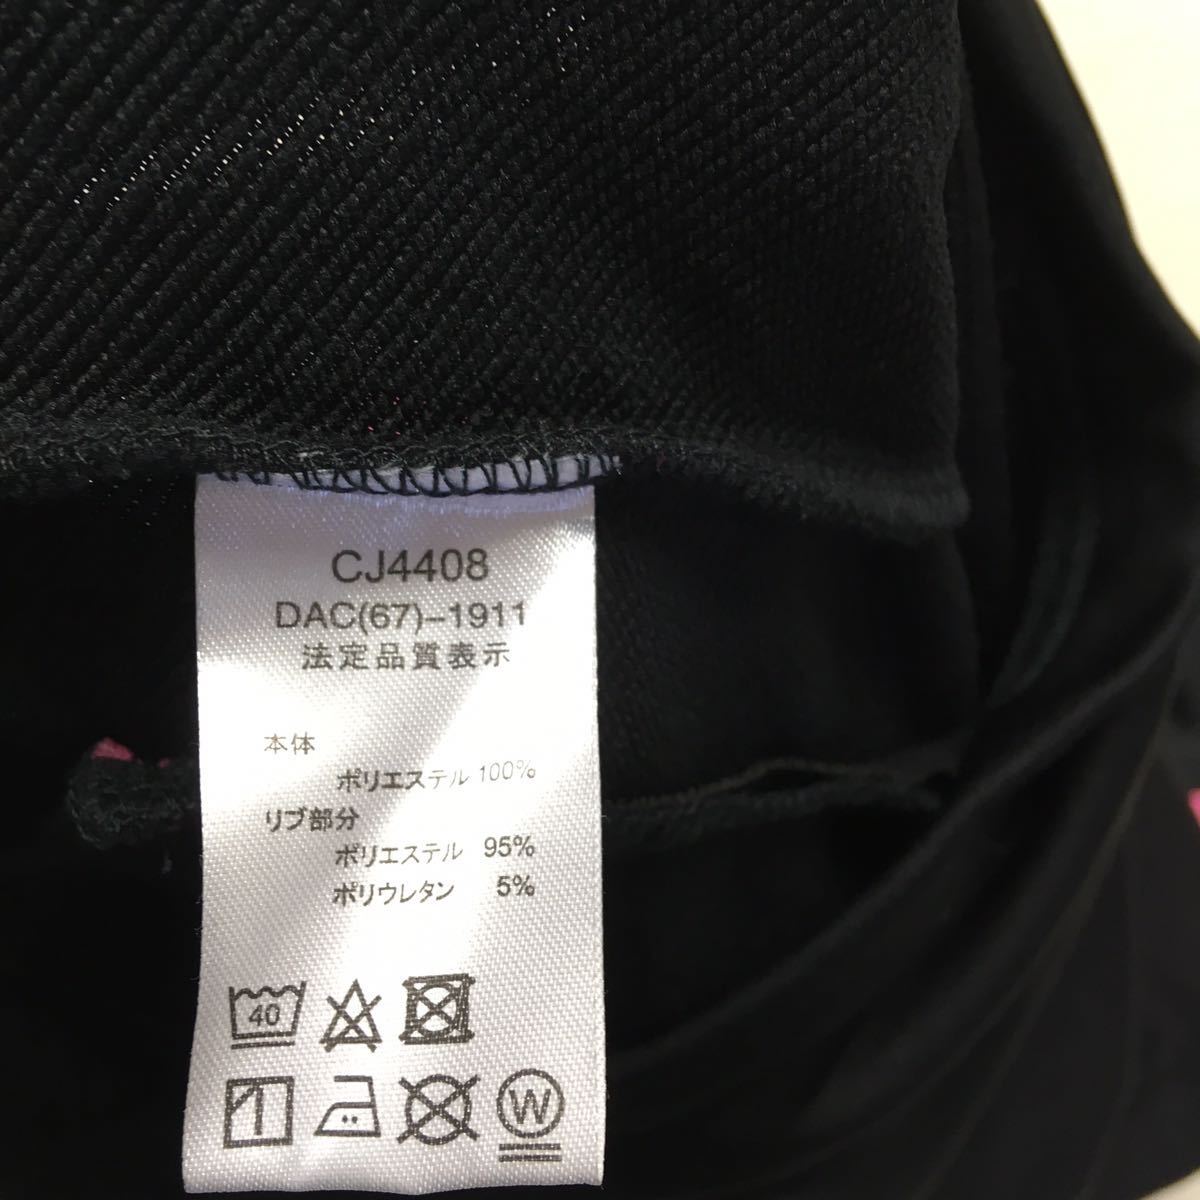 CJ4408
DAC(67)-1911
法定品質表示
本体
ポリエステル 100%
リブ部分
ポリエステル 95%
ポリウレタン 5%
40
W